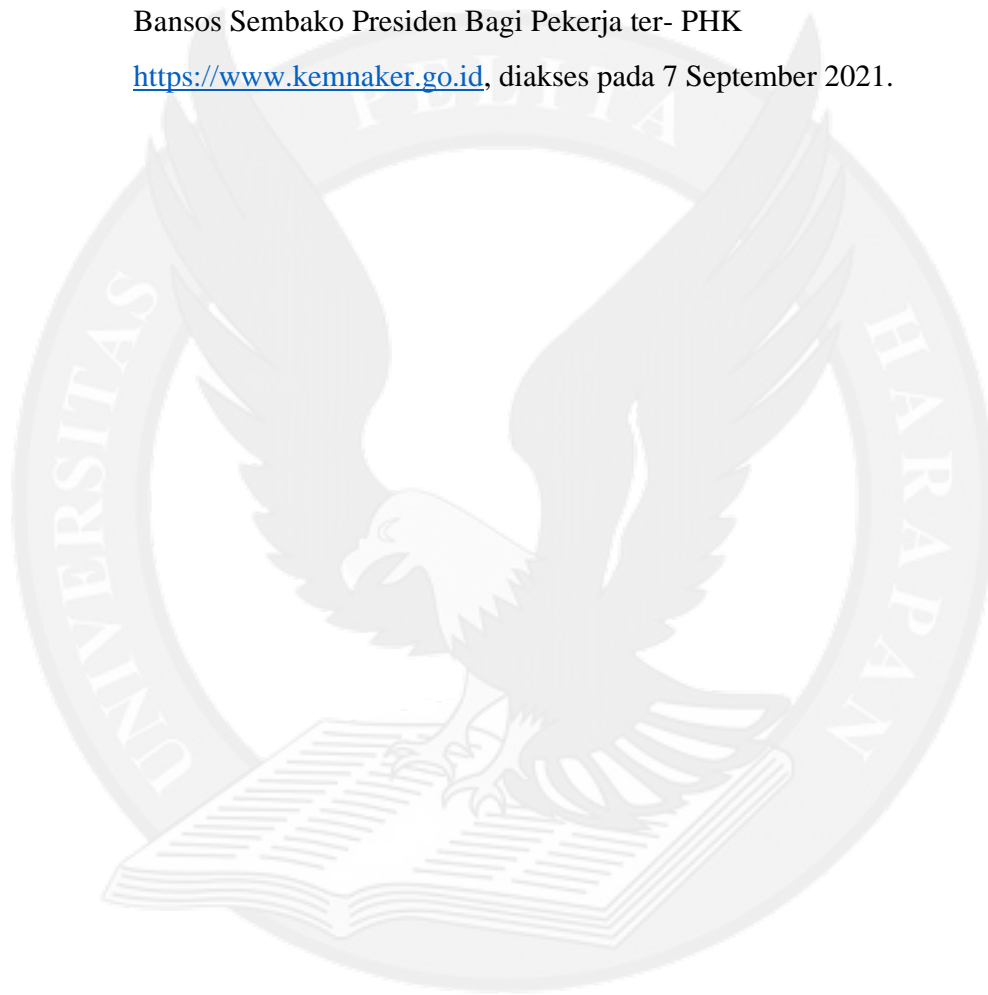 Bansos Sembako Presiden Bagi Pekerja ter- PHK
https://www.kemnaker.go.id, diakses pada 7 September 2021.
UNIVERSITAS PELITA HARAPAN